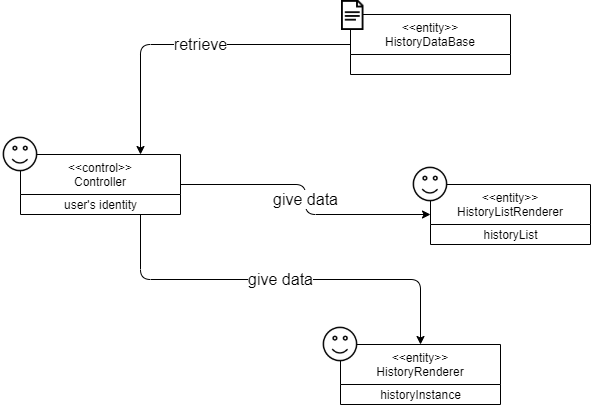 <<entity>>
HistoryDataBase
retrieve
<<control>>
Controller
user's identity
give data
<<entity>>
HistoryListRenderer
historyList
give data
<<entity>>
HistoryRenderer
historyInstance